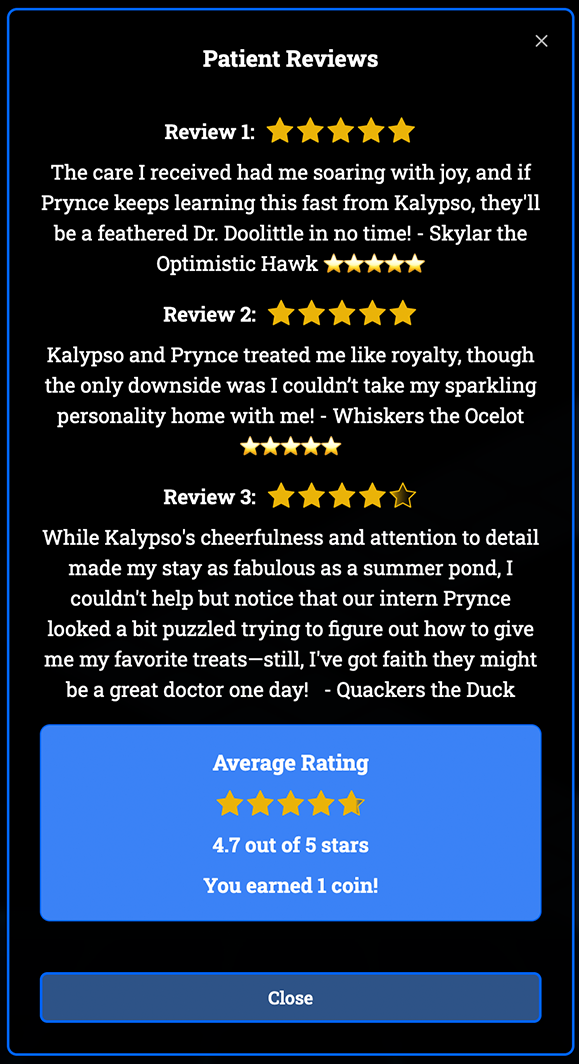 Patient Reviews
Review 1:
The care I received had me soaring with joy, and if
Prynce keeps learning this fast from Kalypso, they'll
be a feathered Dr. Doolittle in no time! - Skylar the
Optimistic Hawk ⭐⭐⭐⭐⭐
Review 2:
Kalypso and Prynce treated me like royalty, though
the only downside was I couldn’t take my sparkling
personality home with me! - Whiskers the Ocelot
⭐⭐⭐⭐⭐
Review 3:
While Kalypso's cheerfulness and attention to detail
made my stay as fabulous as a summer pond, I
couldn't help but notice that our intern Prynce
looked a bit puzzled trying to figure out how to give
me my favorite treats—still, I've got faith they might
be a great doctor one day!   - Quackers the Duck
Average Rating
4.7 out of 5 stars
You earned 1 coin!
Close